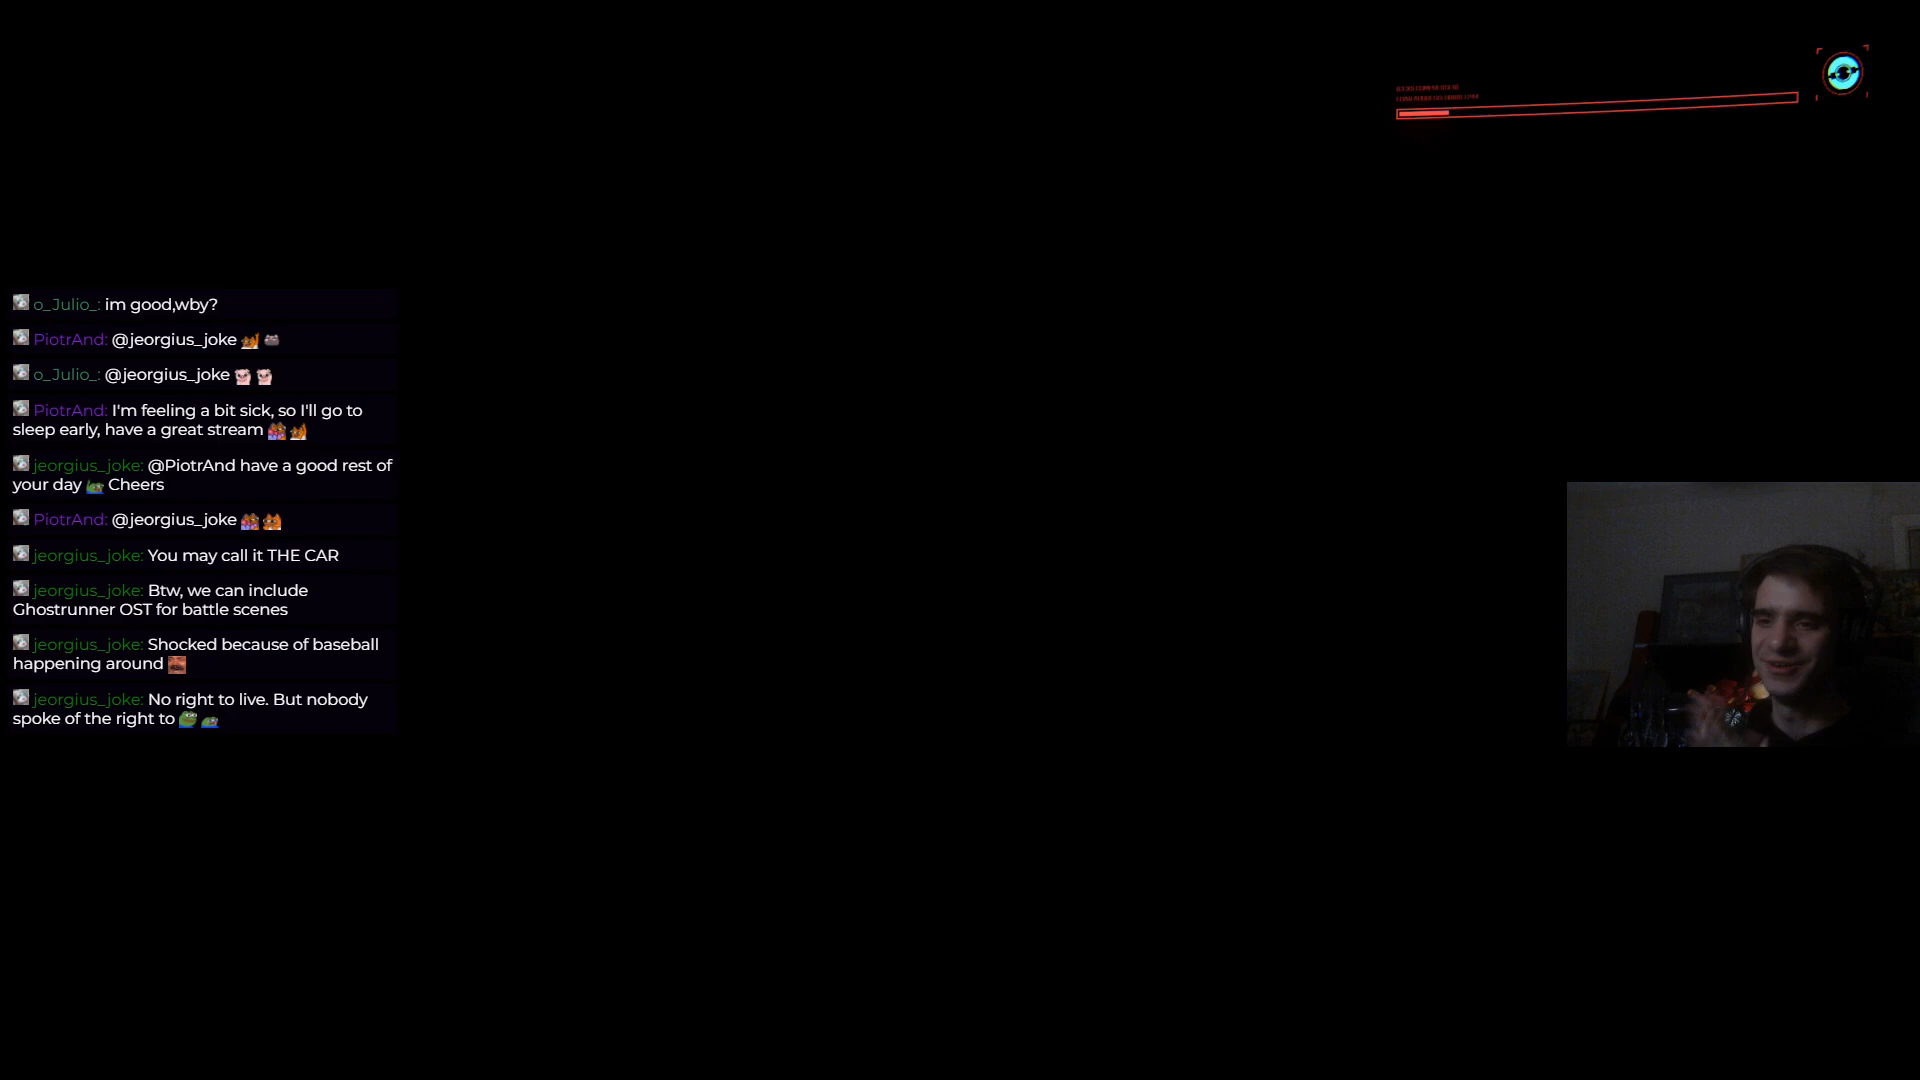 o_Julio_: im good,wby?
PiotrAnd: @jeorgius_joke
o_Julio_: @jeorgius_joke
PiotrAnd: I'm feeling a bit sick, so I'll go to
sleep early, have a great stream
jeorgius_joke: @PiotrAnd have a good rest of
your day Cheers
PiotrAnd: @jeorgius_joke
jeorgius_joke: You may call it THE CAR
jeorgius_joke: Btw, we can include
Ghostrunner OST for battle scenes
jeorgius_joke: Shocked because of baseball
happening around
jeorgius_joke: No right to live. But nobody
spoke of the right to